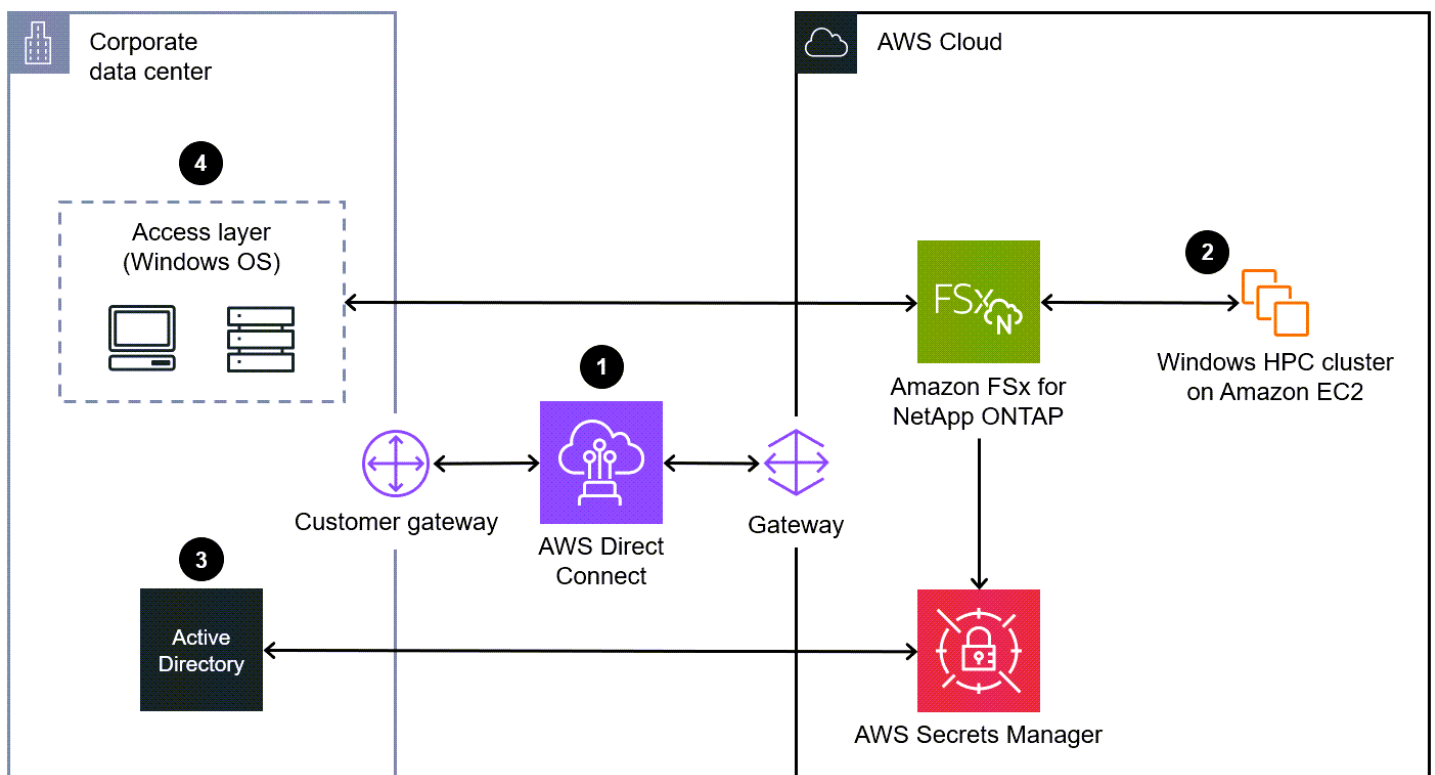 Corporate
data center
AWS Cloud
4
Access layer
(Windows OS)
2
FSx
N
Windows HPC cluster
on Amazon EC2
1
Amazon FSx for
NetApp ONTAP
Customer gateway
Gateway
AWS Direct
Connect
3
Active
Directory
AWS Secrets Manager